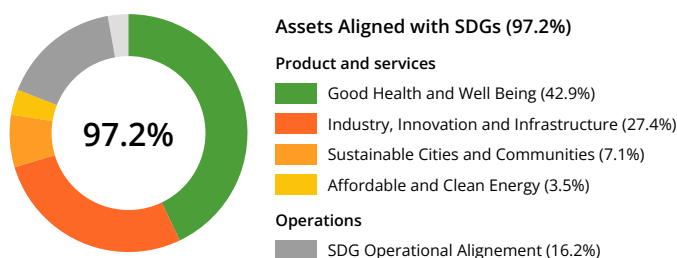 Assets Aligned with SDGs (97.2%)
Product and services
97.2%
Good Health and Well Being (42.9%)
Industry, Innovation and Infrastructure (27.4%)
Sustainable Cities and Communities (7.1%)
Affordable and Clean Energy (3.5%)
Operations
SDG Operational Alignement (16.2%)